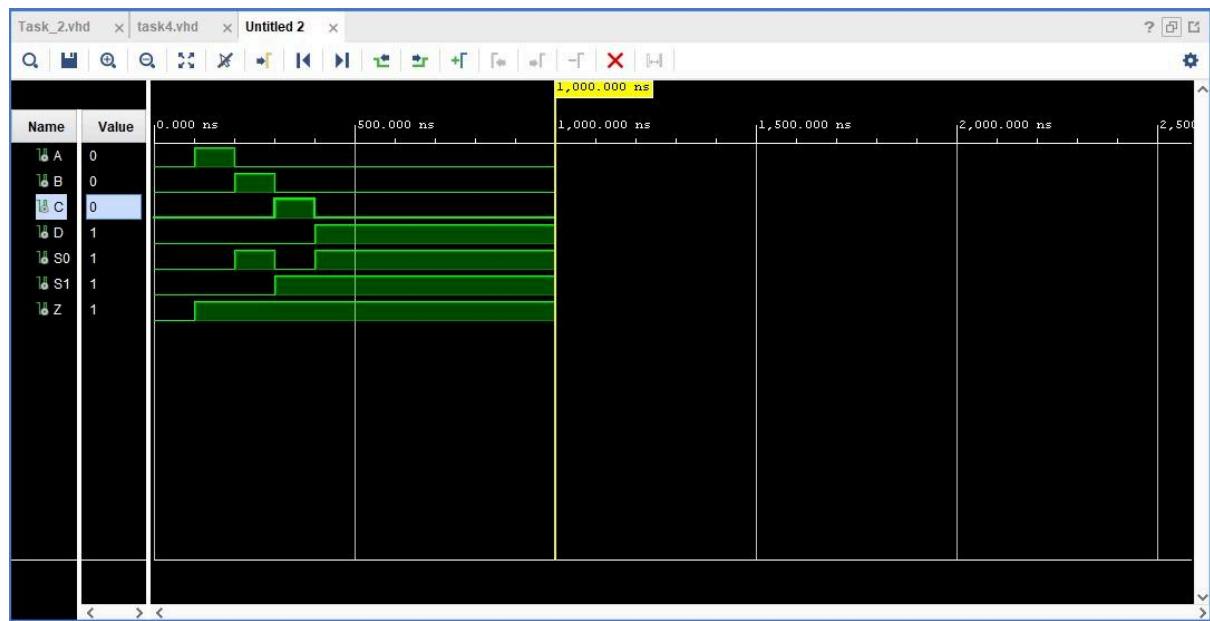 Task_2.vhd × task4.vhd × Untitled 2 × ?
1,000.000 ns
Name Value 0.000 ns 500.000 ns 1,000.000 ns 1,500.000 ns 2,000.000 ns 2,500
A 0
B 0
C 0
D 1
S0 1
S1 1
Z 1